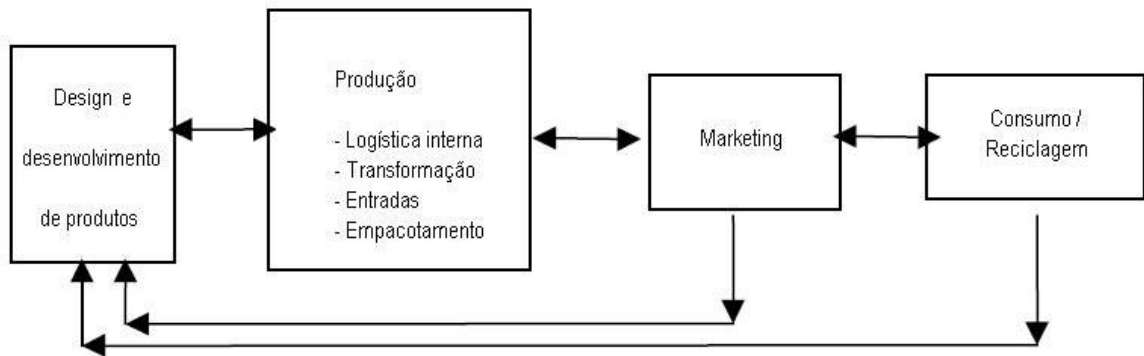 Design e
desenvolvimento
de produtos
Produção
- Logística interna
- Transformação
- Entradas
- Empacotamento
Marketing
Consumo /
Reciclagem